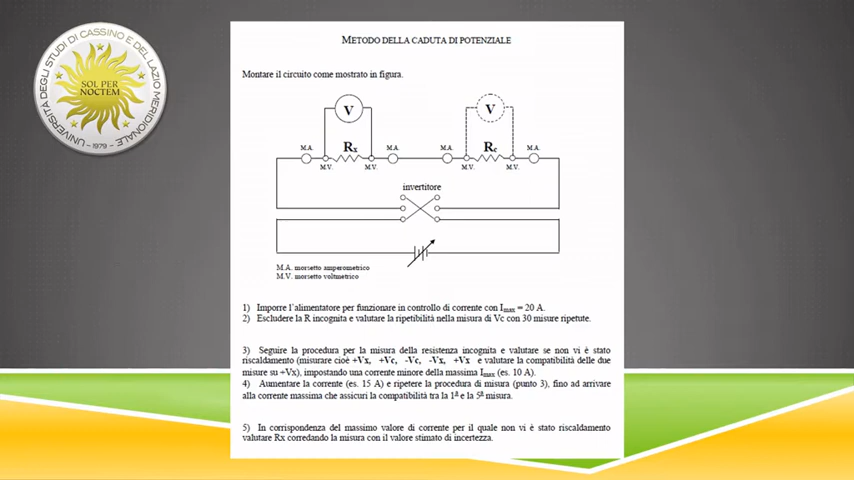 UNIVERSITÀ DEGLI STUDI DI CASSINO E DEL LAZIO MERIDIONALE
SOL PER
NOCTEM
- 1979 -
METODO DELLA CADUTA DI POTENZIALE
Montare il circuito come mostrato in figura.
V
V
M.A.
Rx
M.A.
M.A.
Rc
M.A.
M.V.
M.V.
M.V.
M.V.
invertitore
M.A. morsetto amperometrico
M.V. morsetto voltmetrico
1) Imporre l'alimentatore per funzionare in controllo di corrente con Imax = 20 A.
2) Escludere la R incognita e valutare la ripetibilità nella misura di Vc con 30 misure ripetute.
3) Seguire la procedura per la misura della resistenza incognita e valutare se non vi è stato
riscaldamento (misurare cioè +Vx, +Vc, -Vc, -Vx, +Vx e valutare la compatibilità delle due
misure su +Vx), impostando una corrente minore della massima Imax (es. 10 A).
4) Aumentare la corrente (es. 15 A) e ripetere la procedura di misura (punto 3), fino ad arrivare
alla corrente massima che assicuri la compatibilità tra la 1ª e la 5ª misura.
5) In corrispondenza del massimo valore di corrente per il quale non vi è stato riscaldamento
valutare Rx corredando la misura con il valore stimato di incertezza.